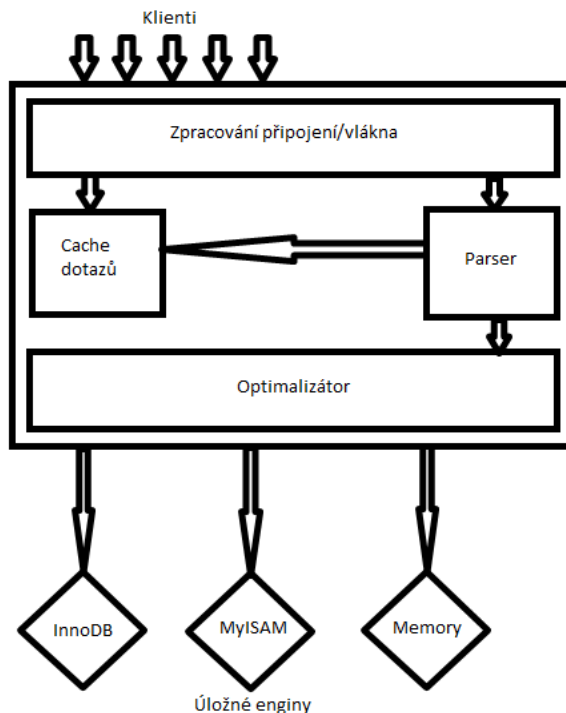 Klienti
Zpracování připojení/vlákna
Cache
dotazů
Parser
Optimalizátor
InnoDB
MyISAM
Memory
Úložné enginy